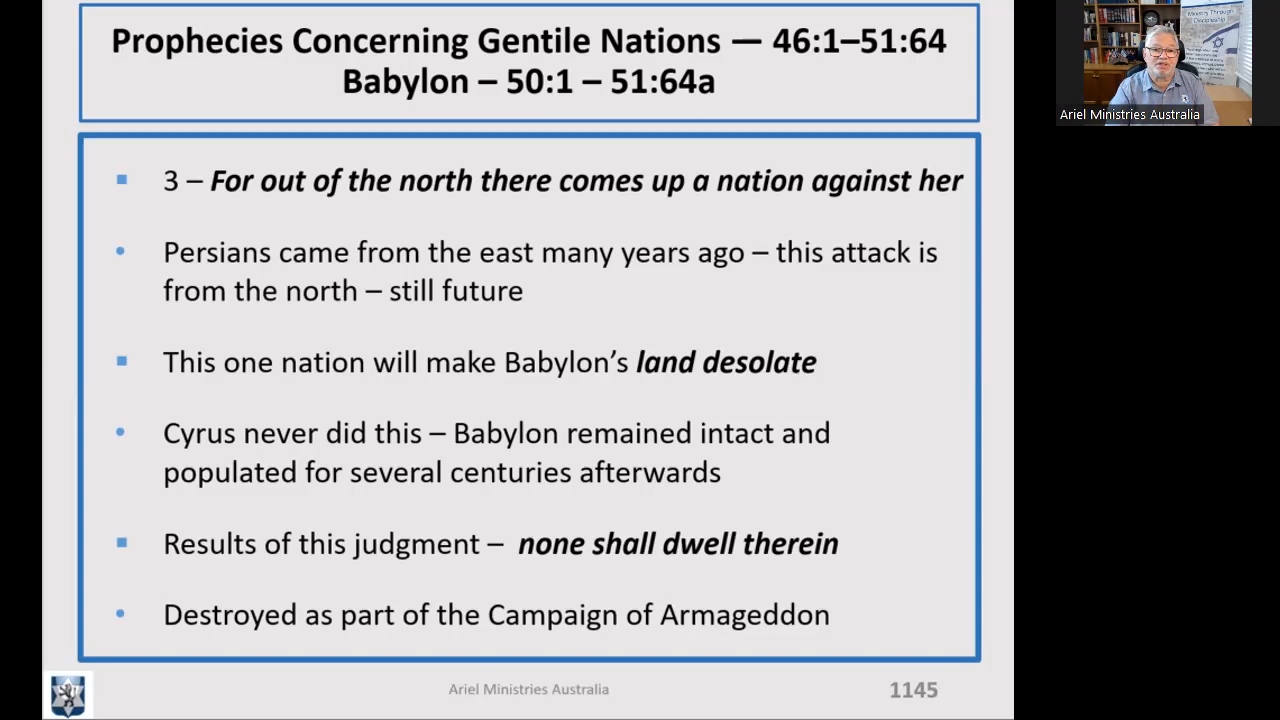 Prophecies Concerning Gentile Nations — 46:1–51:64
Babylon – 50:1 – 51:64a
3 – For out of the north there comes up a nation against her
Persians came from the east many years ago – this attack is
from the north – still future
This one nation will make Babylon’s land desolate
Cyrus never did this – Babylon remained intact and
populated for several centuries afterwards
Results of this judgment – none shall dwell therein
Destroyed as part of the Campaign of Armageddon
Ariel Ministries Australia
1145
Ministry Through
Discipleship
Ariel Ministries Australia